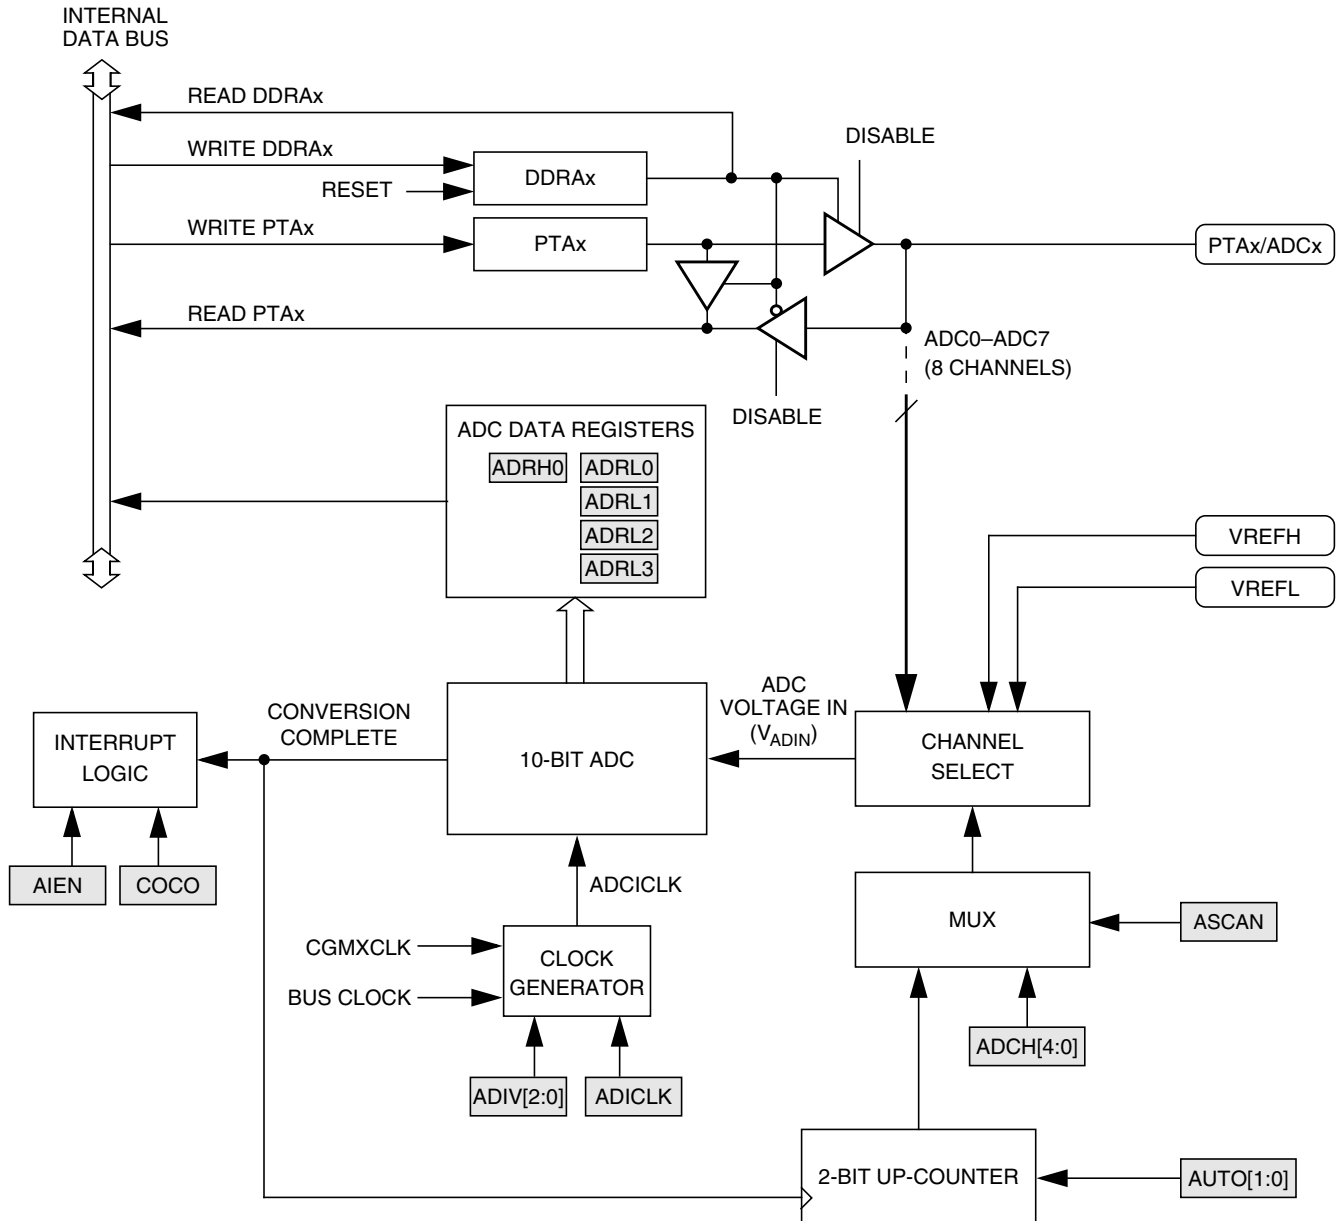 INTERNAL
DATA BUS
READ DDRAx
WRITE DDRAx
RESET
DDRAx
DISABLE
WRITE PTAx
PTAx
PTAx/ADCx
READ PTAx
DISABLE
ADC0–ADC7
(8 CHANNELS)
ADC DATA REGISTERS
ADRH0
ADRL0
ADRL1
ADRL2
ADRL3
VREFH
VREFL
INTERRUPT
LOGIC
CONVERSION
COMPLETE
10-BIT ADC
ADC
VOLTAGE IN
(VADIN)
CHANNEL
SELECT
AIEN
COCO
ADCICLK
MUX
ASCAN
CGMXCLK
BUS CLOCK
CLOCK
GENERATOR
ADCH[4:0]
ADIV[2:0]
ADICLK
2-BIT UP-COUNTER
AUTO[1:0]